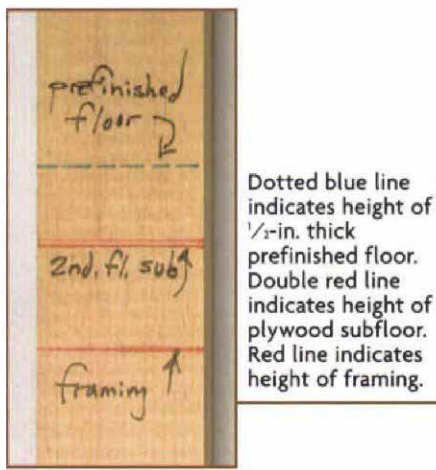 prefinished
floor
2nd. fl. sub
framing
Dotted blue line
indicates height of
1/2-in. thick
prefinished floor.
Double red line
indicates height of
plywood subfloor.
Red line indicates
height of framing.